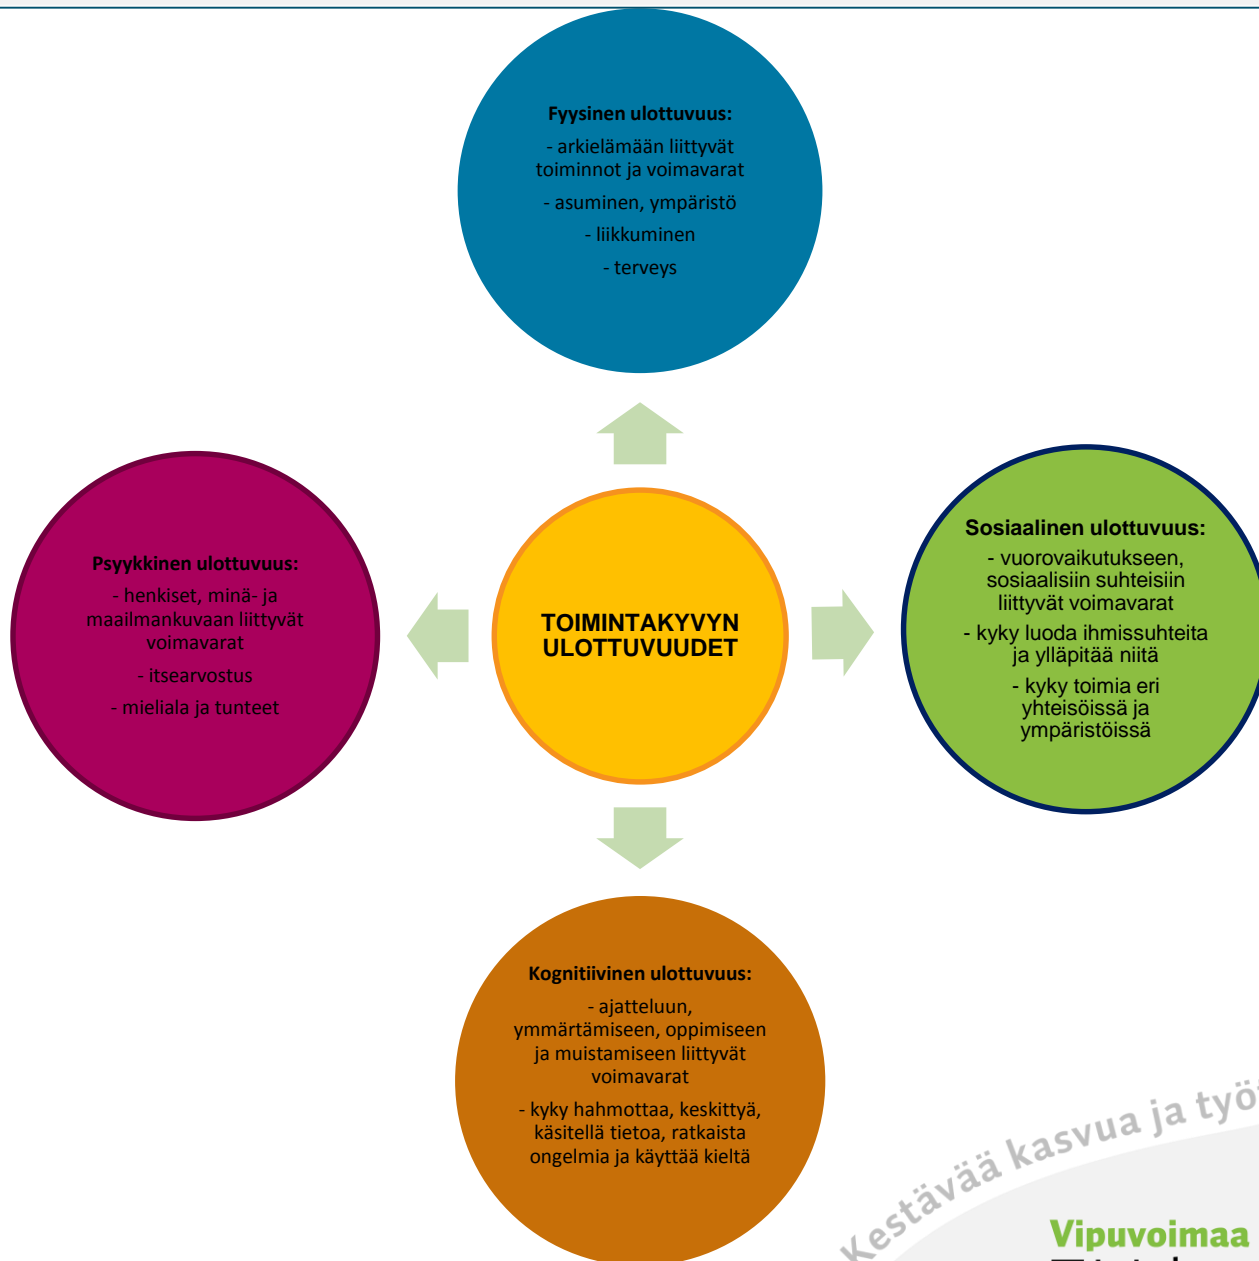 Fyysinen ulottuvuus:
- arkielämään liittyvät
toiminnot ja voimavarat
- asuminen, ympäristö
- liikkuminen
- terveys
Psyykkinen ulottuvuus:
- henkiset, minä- ja
maailmankuvaan liittyvät
voimavarat
- itsearvostus
- mieliala ja tunteet
TOIMINTAKYVYN
ULOTTUVUUDET
Sosiaalinen ulottuvuus:
- vuorovaikutukseen,
sosiaalisiin suhteisiin
liittyvät voimavarat
- kyky luoda ihmissuhteita
ja ylläpitää niitä
- kyky toimia eri
yhteisöissä ja
ympäristöissä
Kognitiivinen ulottuvuus:
- ajatteluun,
ymmärtämiseen, oppimiseen
ja muistamiseen liittyvät
voimavarat
- kyky hahmottaa, keskittyä,
käsitellä tietoa, ratkaista
ongelmia ja käyttää kieltä
Kestävää kasvua ja
Vipuvoimaa